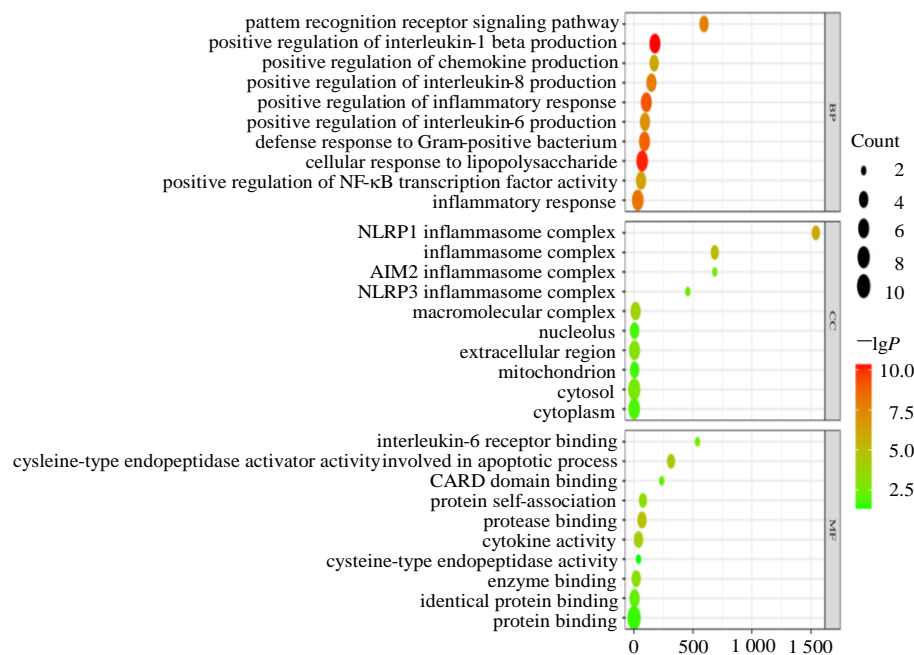 pattem recognition receptor signaling pathway
positive regulation of interleukin-1 beta production
positive regulation of chemokine production
positive regulation of interleukin-8 production
positive regulation of inflammatory response
positive regulation of interleukin-6 production
defense response to Gram-positive bacterium
cellular response to lipopolysaccharide
positive regulation of NF-κB transcription factor activity
inflammatory response
BP
NLRP1 inflammasome complex
inflammasome complex
AIM2 inflammasome complex
NLRP3 inflammasome complex
macromolecular complex
nucleolus
extracellular region
mitochondrion
cytosol
cytoplasm
CC
interleukin-6 receptor binding
cysleine-type endopeptidase activator activityinvolved in apoptotic process
CARD domain binding
protein self-association
protease binding
cytokine activity
cysteine-type endopeptidase activity
enzyme binding
identical protein binding
protein binding
MF
0 500 1 000 1 500
Count
2
4
6
8
10
—lgP
10.0
7.5
5.0
2.5